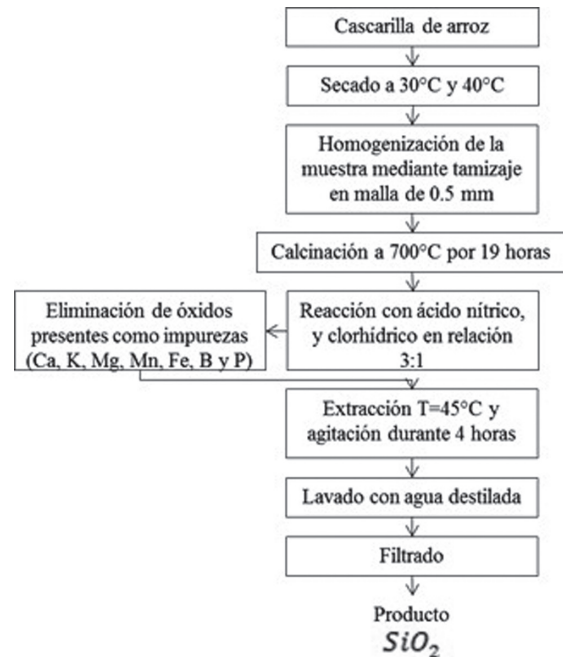 Cascarilla de arroz
Secado a 30°C y 40°C
Homogenización de la
muestra mediante tamizaje
en malla de 0.5 mm
Calcinación a 700°C por 19 horas
Eliminación de óxidos
presentes como impurezas
(Ca, K, Mg, Mn, Fe, B y P)
Reacción con ácido nítrico,
y clorhídrico en relación
3:1
Extracción T=45°C y
agitación durante 4 horas
Lavado con agua destilada
Filtrado
Producto
SiO₂